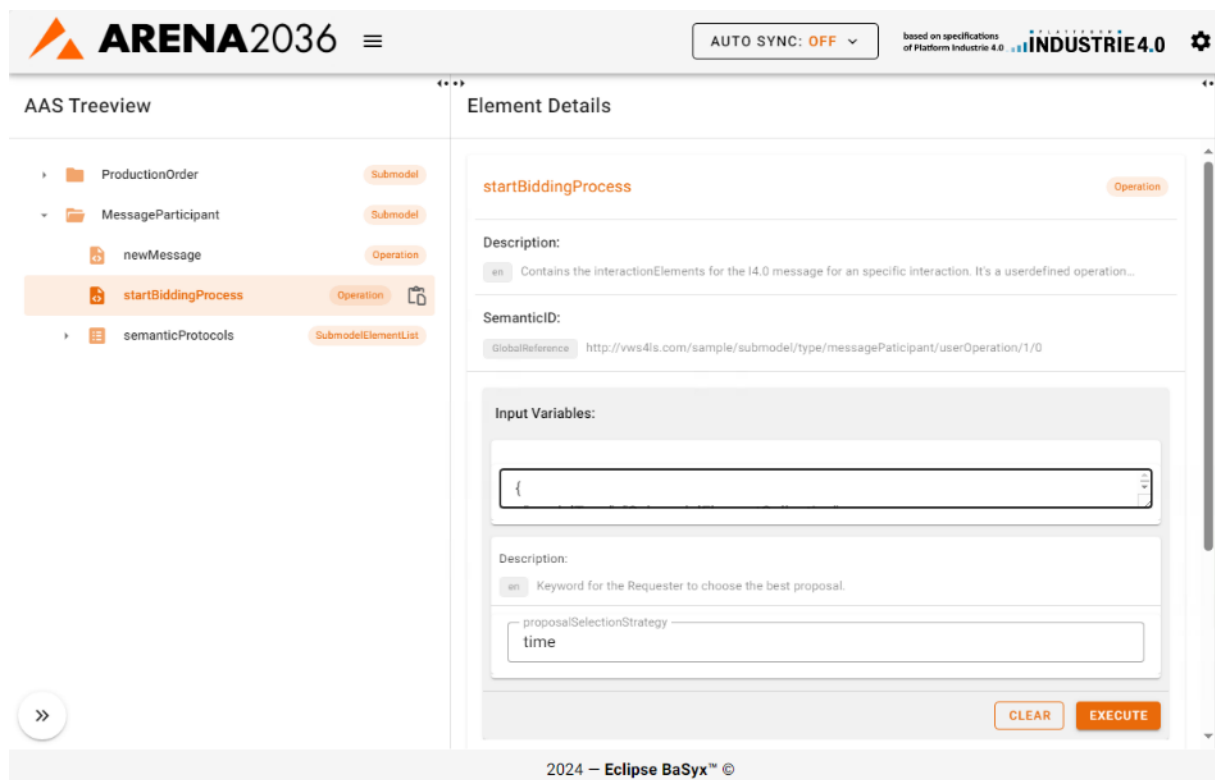 ARENA2036
AUTO SYNC: OFF
based on specifications
of Platform Industrie 4.0
PLATTFORM
INDUSTRIE4.0
AAS Treeview
Element Details
ProductionOrder Submodel
MessageParticipant Submodel
newMessage Operation
startBiddingProcess Operation
semanticProtocols SubmodelElementList
startBiddingProcess Operation
Description:
en Contains the interactionElements for the I4.0 message for an specific interaction. It's a userdefined operation...
SemanticID:
GlobalReference http://vws4ls.com/sample/submodel/type/messagePaticipant/userOperation/1/0
Input Variables:
{
Description:
en Keyword for the Requester to choose the best proposal.
proposalSelectionStrategy
time
CLEAR EXECUTE
2024 — Eclipse BaSyx™ ©